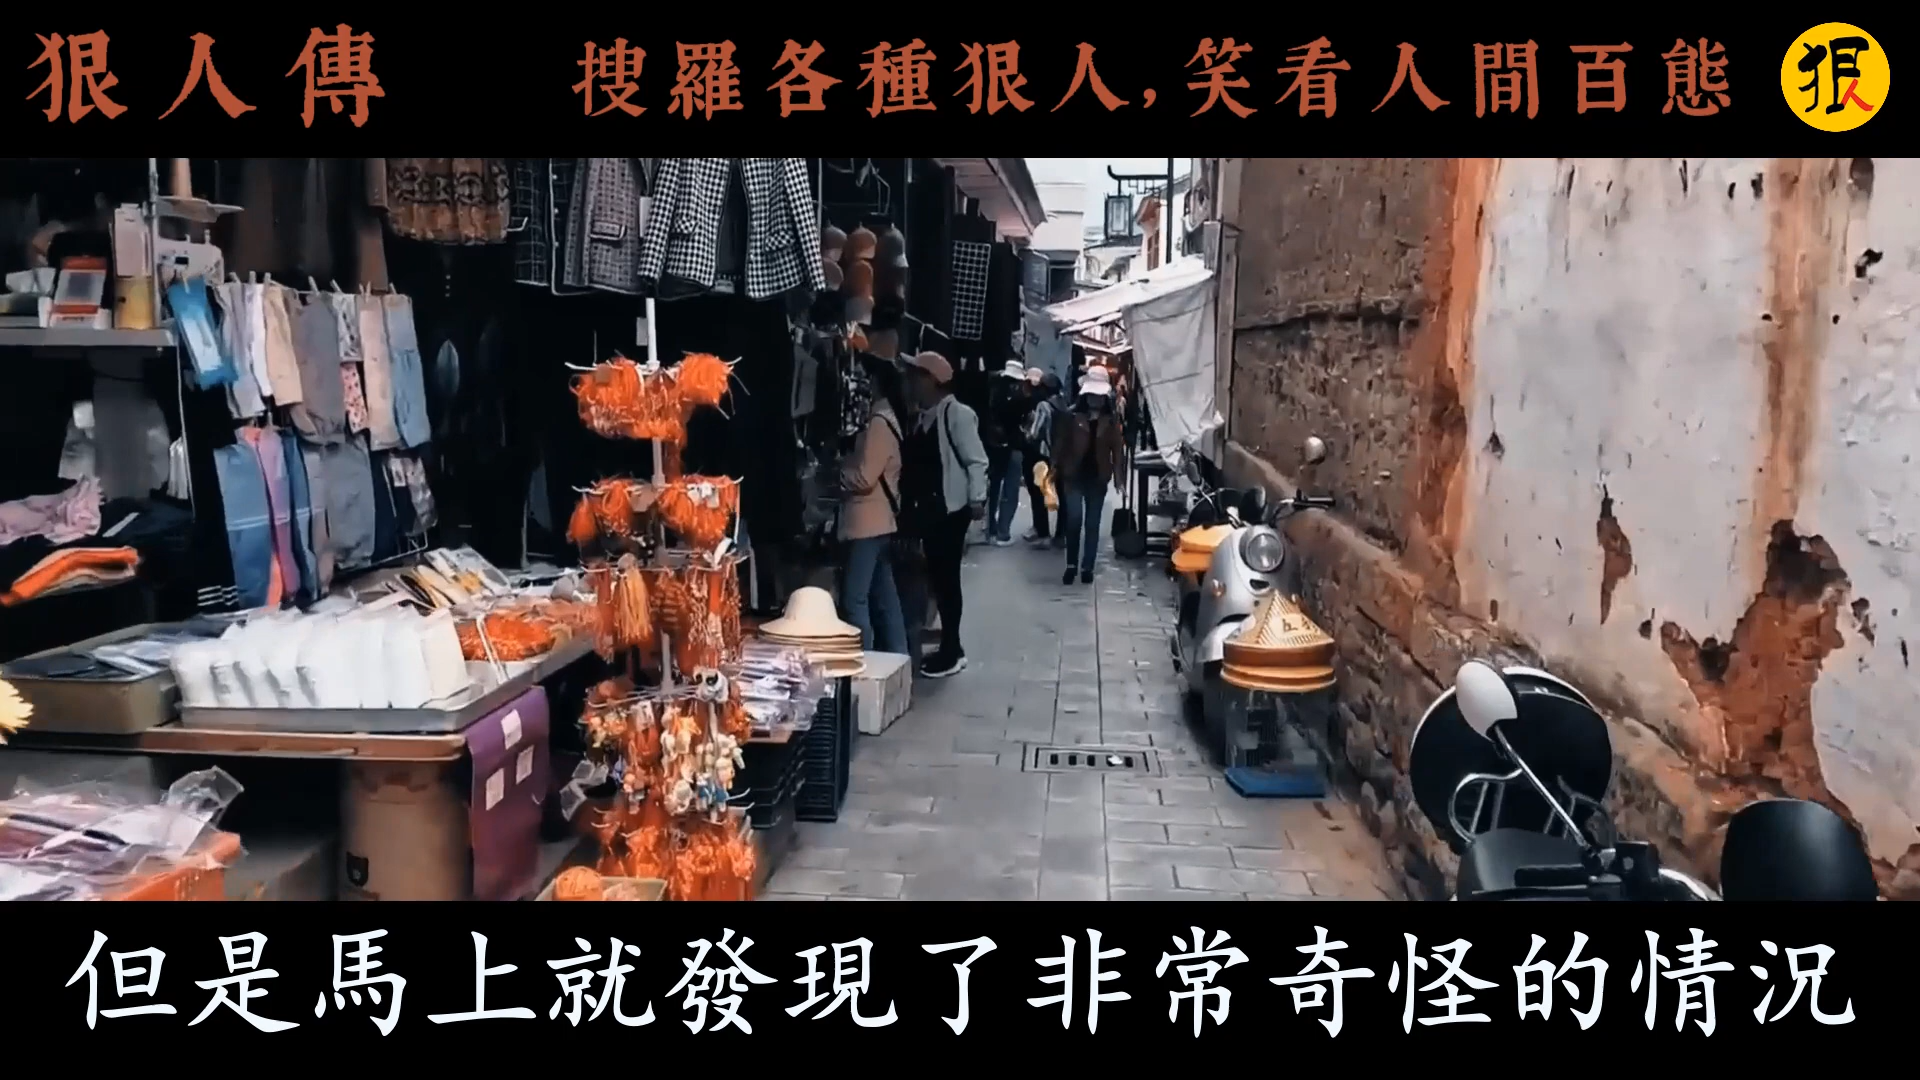 狠人傳
搜羅各種狠人,笑看人間百態
狠人
但是馬上就發現了非常奇怪的情況